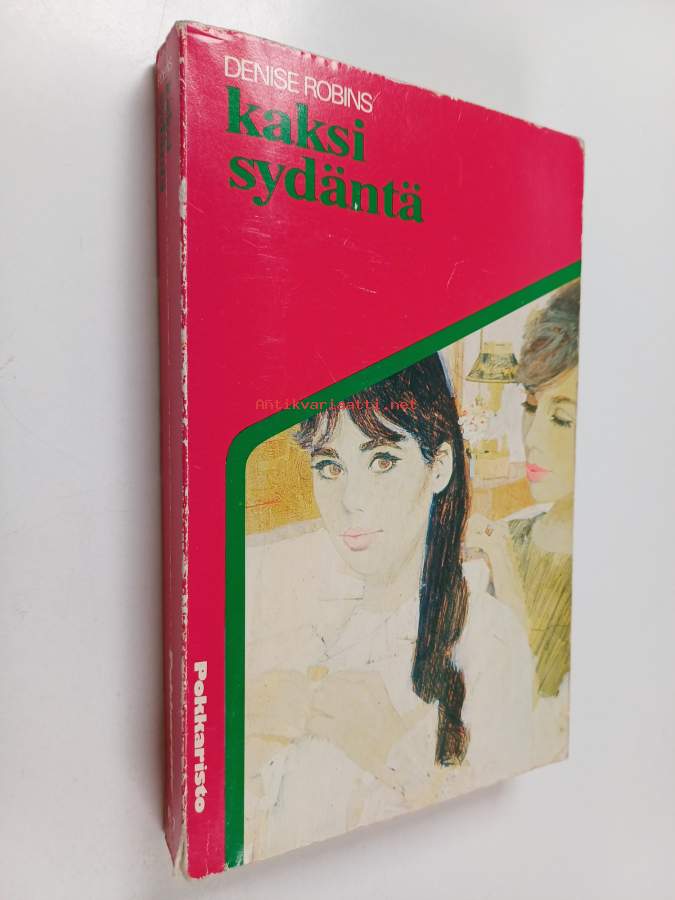 DENISE ROBINS
kaksi
sydäntä
Antikvariaatti.net
Pokkaristo